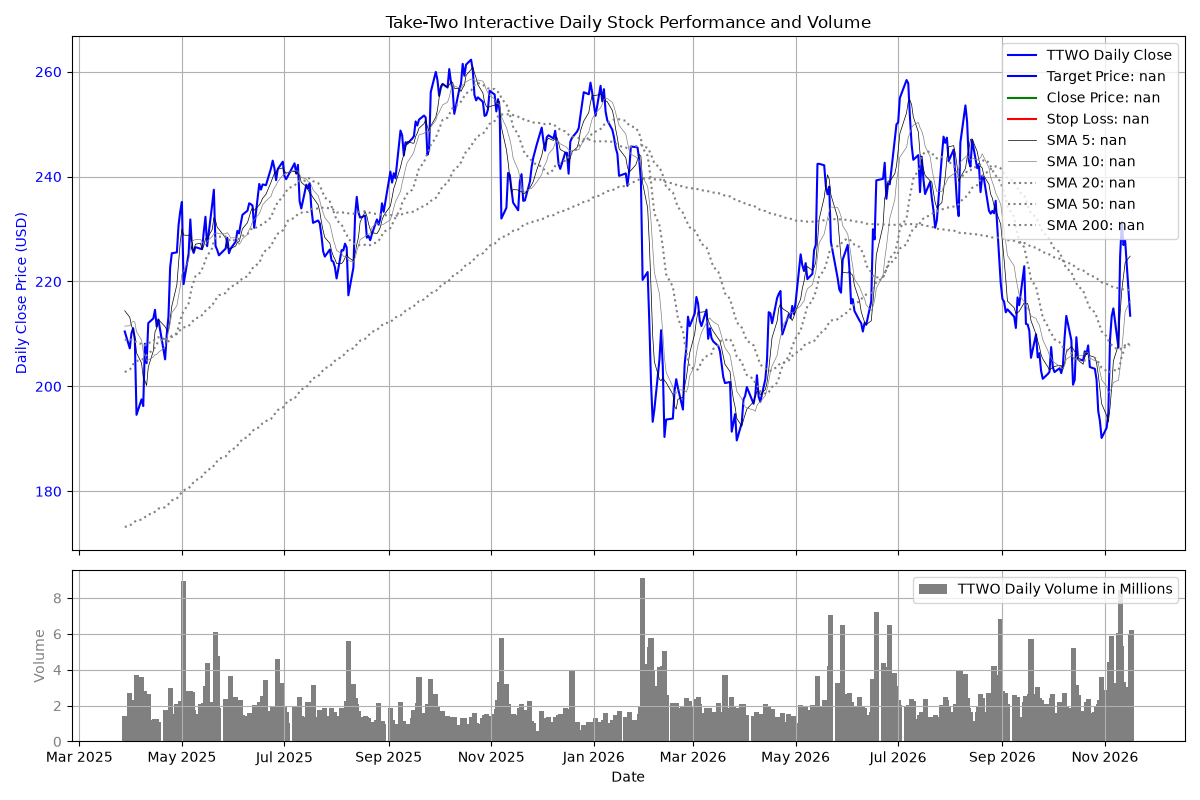 Take-Two Interactive Daily Stock Performance and Volume
TTWO Daily Close
Target Price: nan
Close Price: nan
Stop Loss: nan
SMA 5: nan
SMA 10: nan
SMA 20: nan
SMA 50: nan
SMA 200: nan
Daily Close Price (USD)
260
240
220
200
180
TTWO Daily Volume in Millions
Volume
8
6
4
2
0
Mar 2025 May 2025 Jul 2025 Sep 2025 Nov 2025 Jan 2026 Mar 2026 May 2026 Jul 2026 Sep 2026 Nov 2026
Date